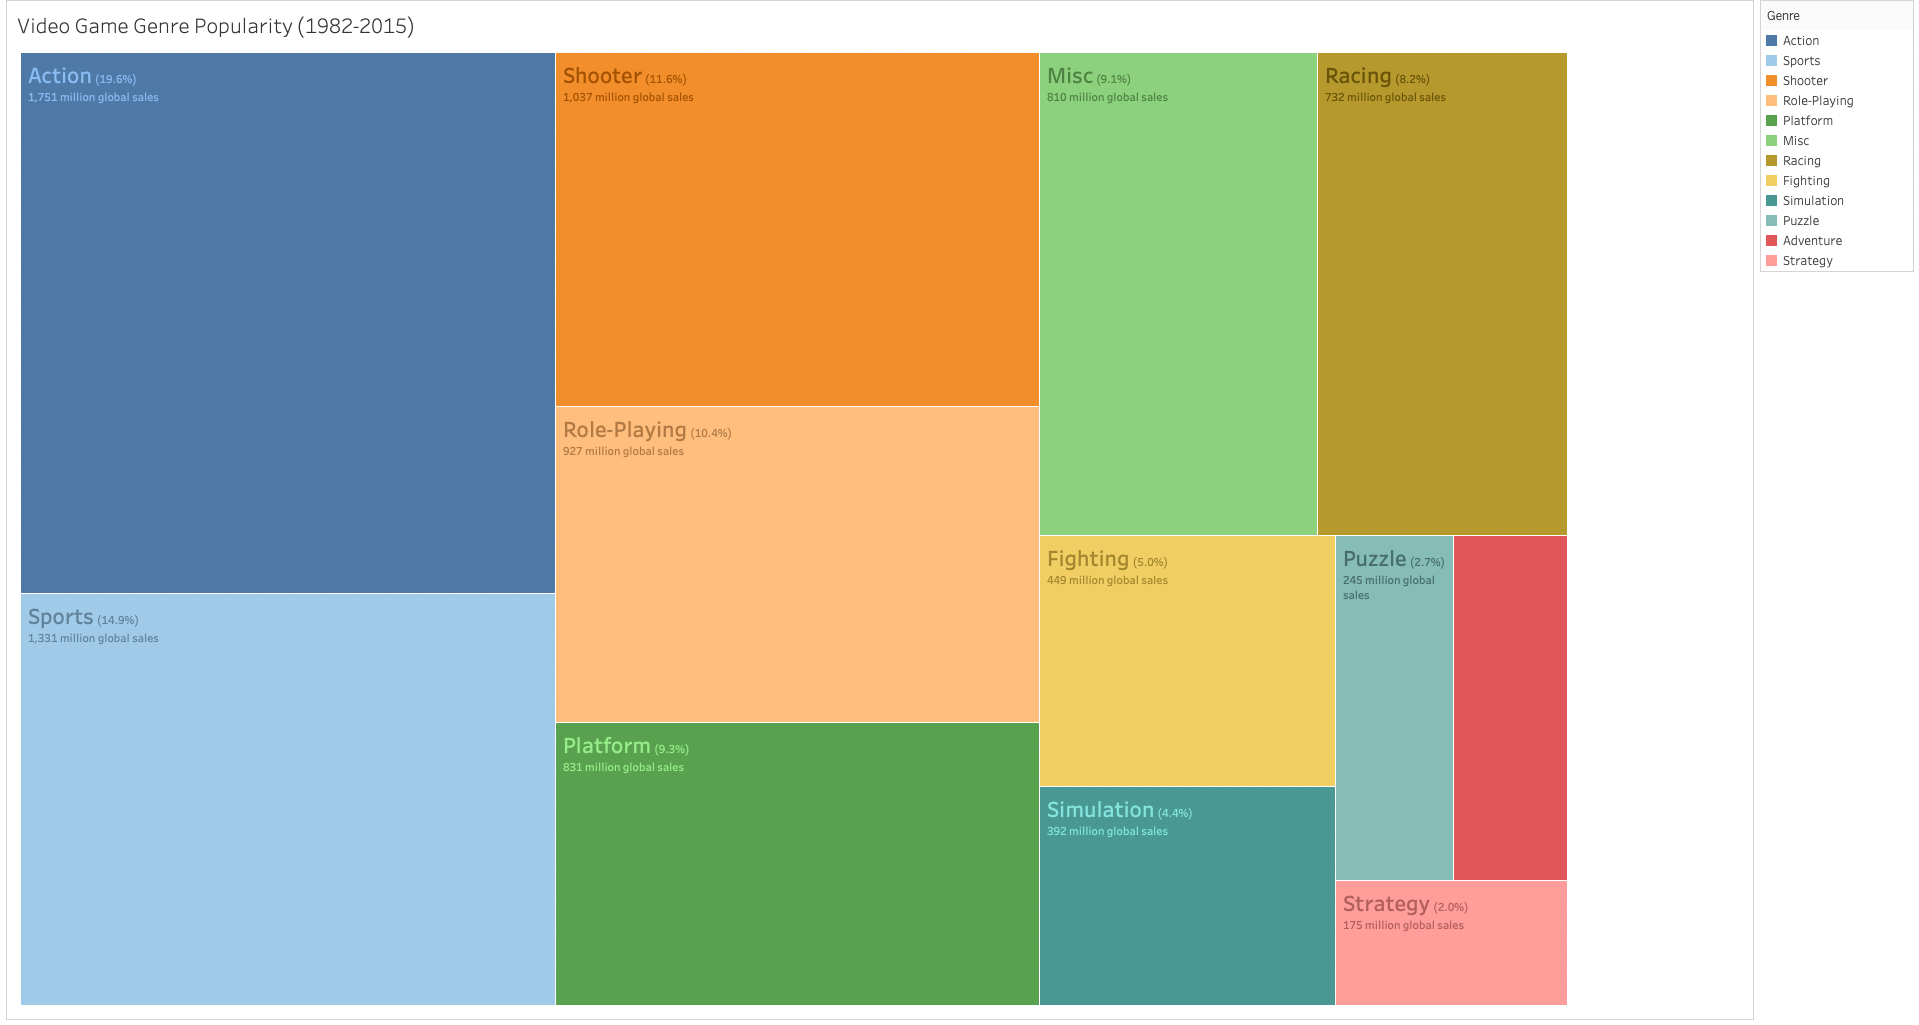 Video Game Genre Popularity (1982-2015)
Action (19.6%)
1,751 million global sales
Sports (14.9%)
1,331 million global sales
Shooter (11.6%)
1,037 million global sales
Role-Playing (10.4%)
927 million global sales
Platform (9.3%)
831 million global sales
Misc (9.1%)
810 million global sales
Racing (8.2%)
732 million global sales
Fighting (5.0%)
449 million global sales
Simulation (4.4%)
392 million global sales
Puzzle (2.7%)
245 million global
sales
Strategy (2.0%)
175 million global sales
Genre
Action
Sports
Shooter
Role-Playing
Platform
Misc
Racing
Fighting
Simulation
Puzzle
Adventure
Strategy